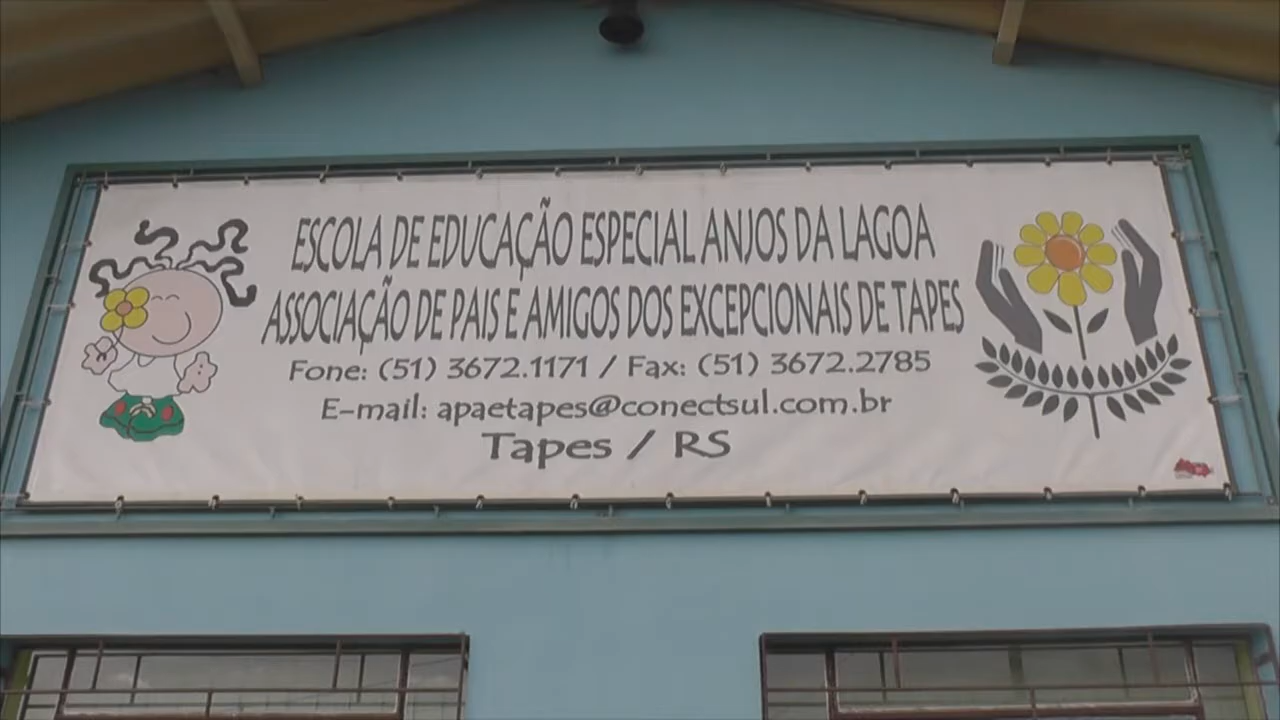 ESCOLA DE EDUCAÇÃO ESPECIAL ANJOS DA LAGOA
ASSOCIAÇÃO DE PAIS E AMIGOS DOS EXCEPCIONAIS DE TAPES
Fone: (51) 3672.1171 / Fax: (51) 3672.2785
E-mail: apaetapes@conectsul.com.br
Tapes / RS